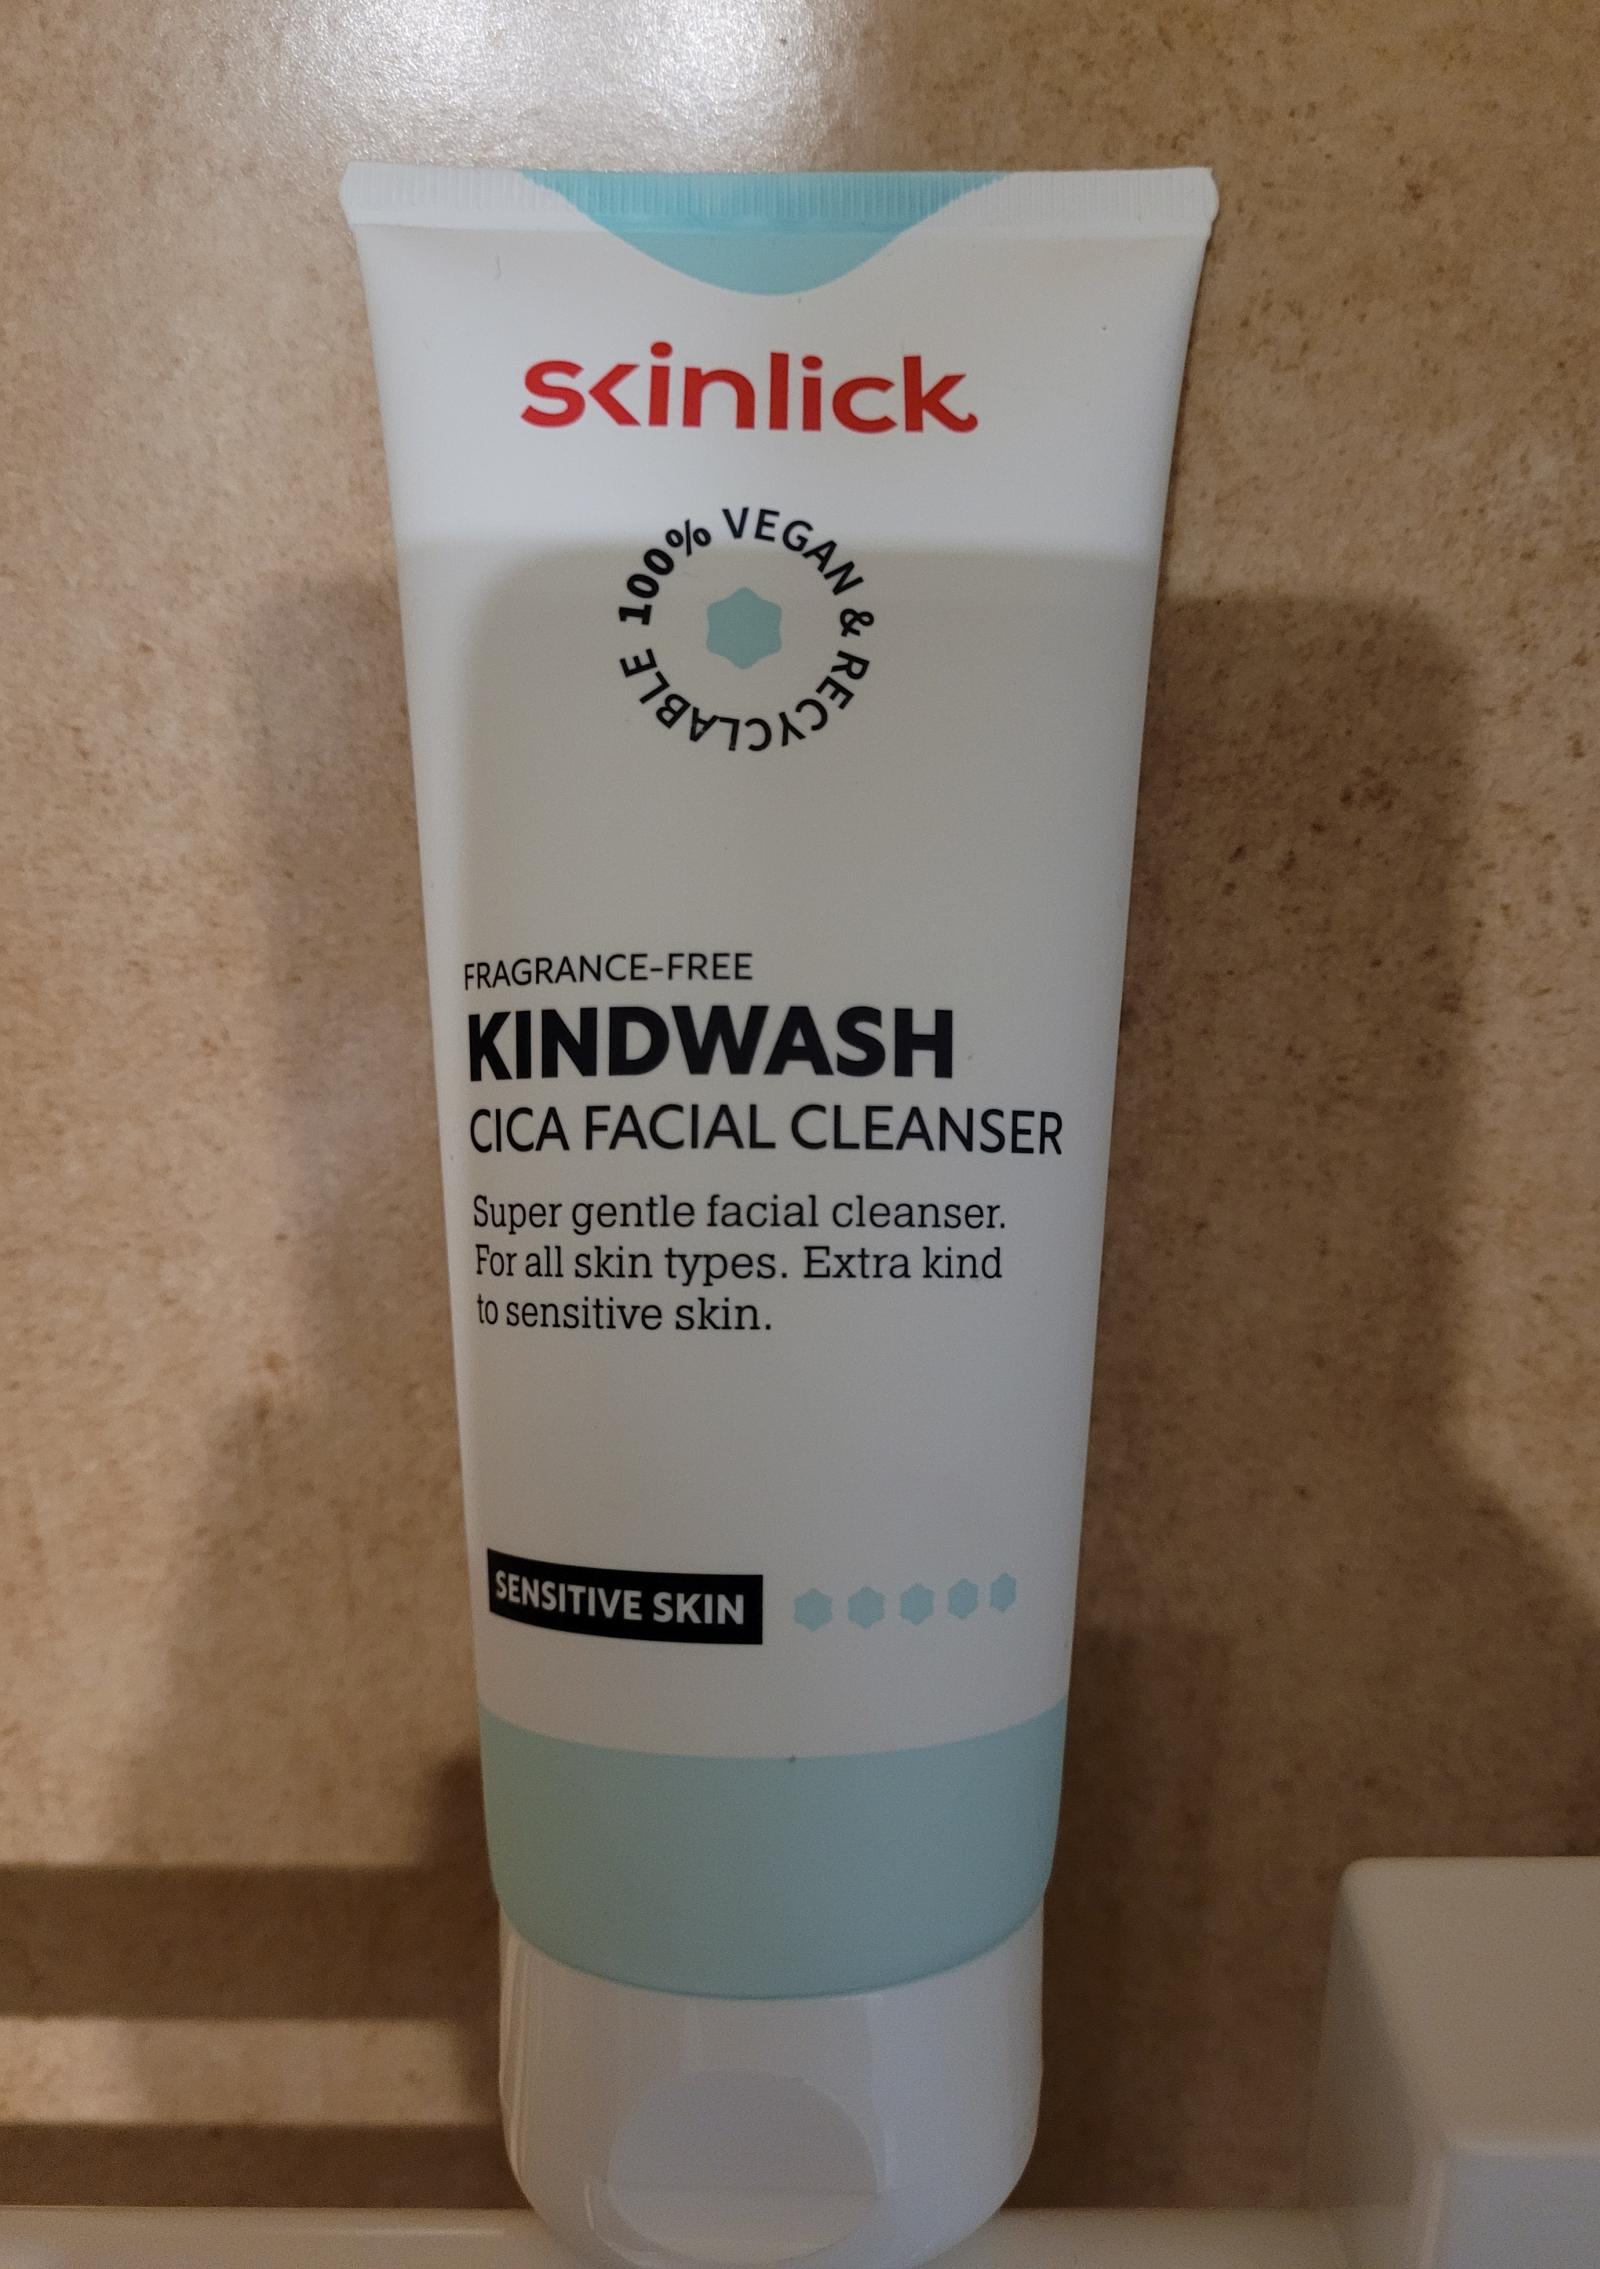 skinlick
100% VEGAN & RECYCLABLE
FRAGRANCE-FREE
KINDWASH
CICA FACIAL CLEANSER
Super gentle facial cleanser.
For all skin types. Extra kind
to sensitive skin.
SENSITIVE SKIN